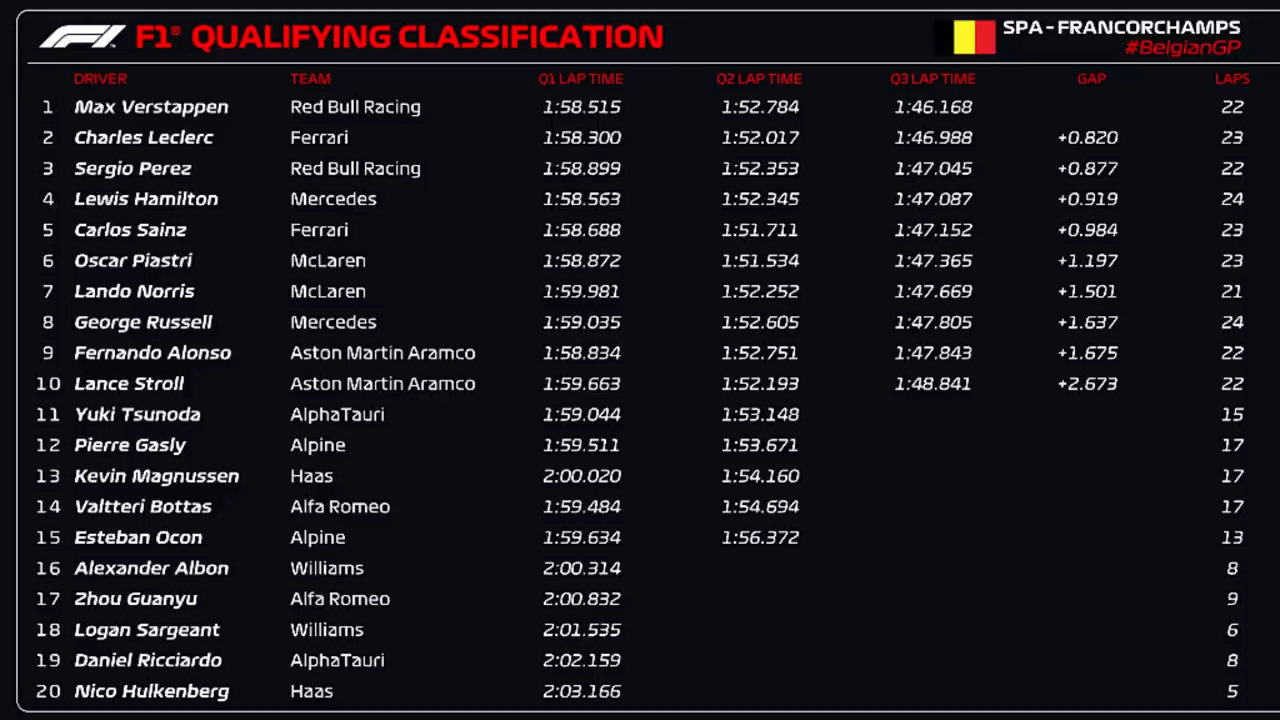 F1® QUALIFYING CLASSIFICATION
SPA-FRANCORCHAMPS
#BelgianGP
DRIVER TEAM Q1 LAP TIME Q2 LAP TIME Q3 LAP TIME GAP LAPS
1 Max Verstappen Red Bull Racing 1:58.515 1:52.784 1:46.168 22
2 Charles Leclerc Ferrari 1:58.300 1:52.017 1:46.988 +0.820 23
3 Sergio Perez Red Bull Racing 1:58.899 1:52.353 1:47.045 +0.877 22
4 Lewis Hamilton Mercedes 1:58.563 1:52.345 1:47.087 +0.919 24
5 Carlos Sainz Ferrari 1:58.688 1:51.711 1:47.152 +0.984 23
6 Oscar Piastri McLaren 1:58.872 1:51.534 1:47.365 +1.197 23
7 Lando Norris McLaren 1:59.981 1:52.252 1:47.669 +1.501 21
8 George Russell Mercedes 1:59.035 1:52.605 1:47.805 +1.637 24
9 Fernando Alonso Aston Martin Aramco 1:58.834 1:52.751 1:47.843 +1.675 22
10 Lance Stroll Aston Martin Aramco 1:59.663 1:52.193 1:48.841 +2.673 22
11 Yuki Tsunoda AlphaTauri 1:59.044 1:53.148 15
12 Pierre Gasly Alpine 1:59.511 1:53.671 17
13 Kevin Magnussen Haas 2:00.020 1:54.160 17
14 Valtteri Bottas Alfa Romeo 1:59.484 1:54.694 17
15 Esteban Ocon Alpine 1:59.634 1:56.372 13
16 Alexander Albon Williams 2:00.314 8
17 Zhou Guanyu Alfa Romeo 2:00.832 9
18 Logan Sargeant Williams 2:01.535 6
19 Daniel Ricciardo AlphaTauri 2:02.159 8
20 Nico Hulkenberg Haas 2:03.166 5